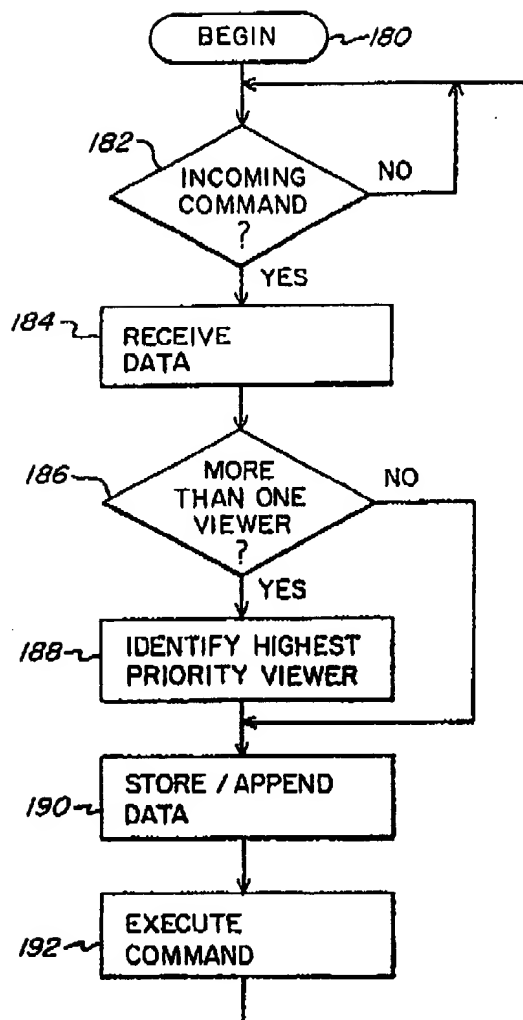 BEGIN
180
182
INCOMING
COMMAND
?
NO
YES
184
RECEIVE
DATA
186
MORE
THAN ONE
VIEWER
?
NO
YES
188
IDENTIFY HIGHEST
PRIORITY VIEWER
190
STORE / APPEND
DATA
192
EXECUTE
COMMAND